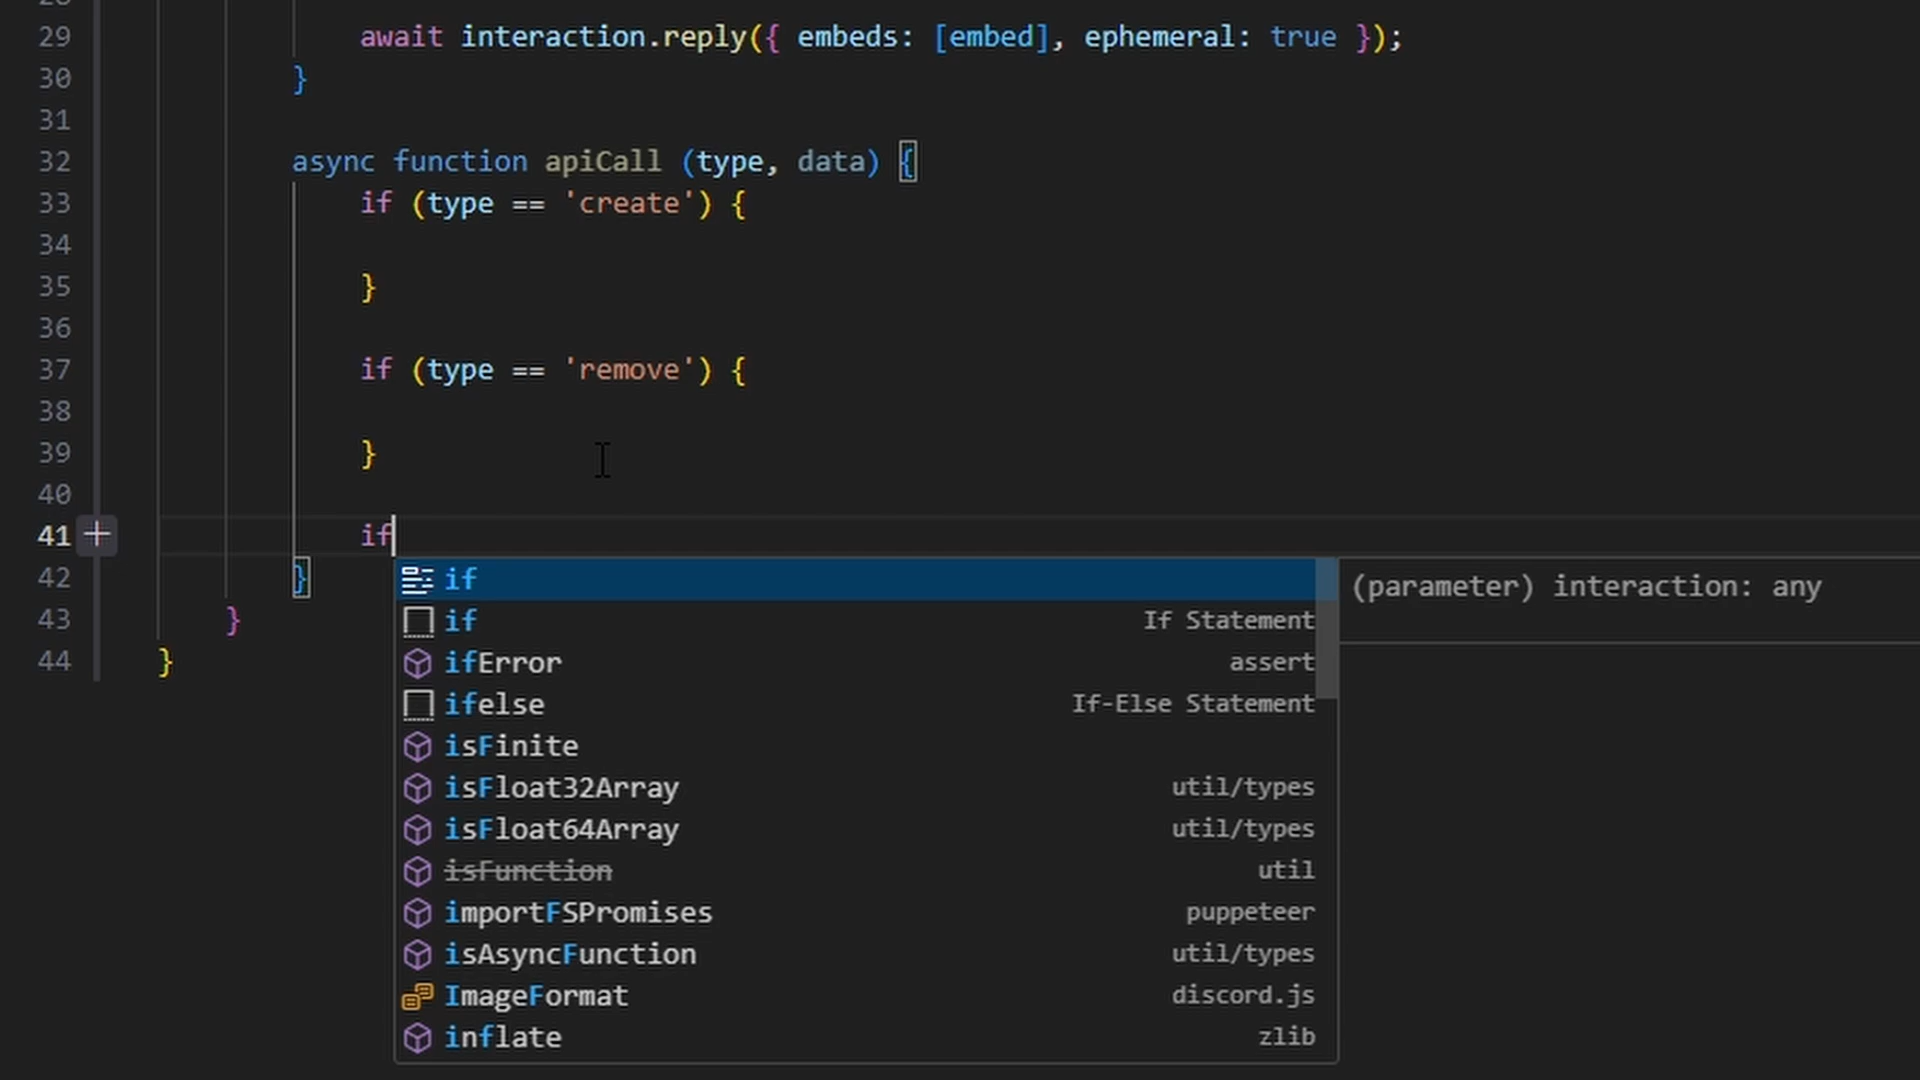 29 await interaction.reply({ embeds: [embed], ephemeral: true });
30 }
31
32 async function apiCall (type, data) {
33 if (type == 'create') {
34
35 }
36
37 if (type == 'remove') {
38
39 }
40
41 if
42 }
43 }
44 }
if
if If Statement
ifError assert
ifelse If-Else Statement
isFinite
isFloat32Array util/types
isFloat64Array util/types
isFunction util
importFSPromises puppeteer
isAsyncFunction util/types
ImageFormat discord.js
inflate zlib
(parameter) interaction: any